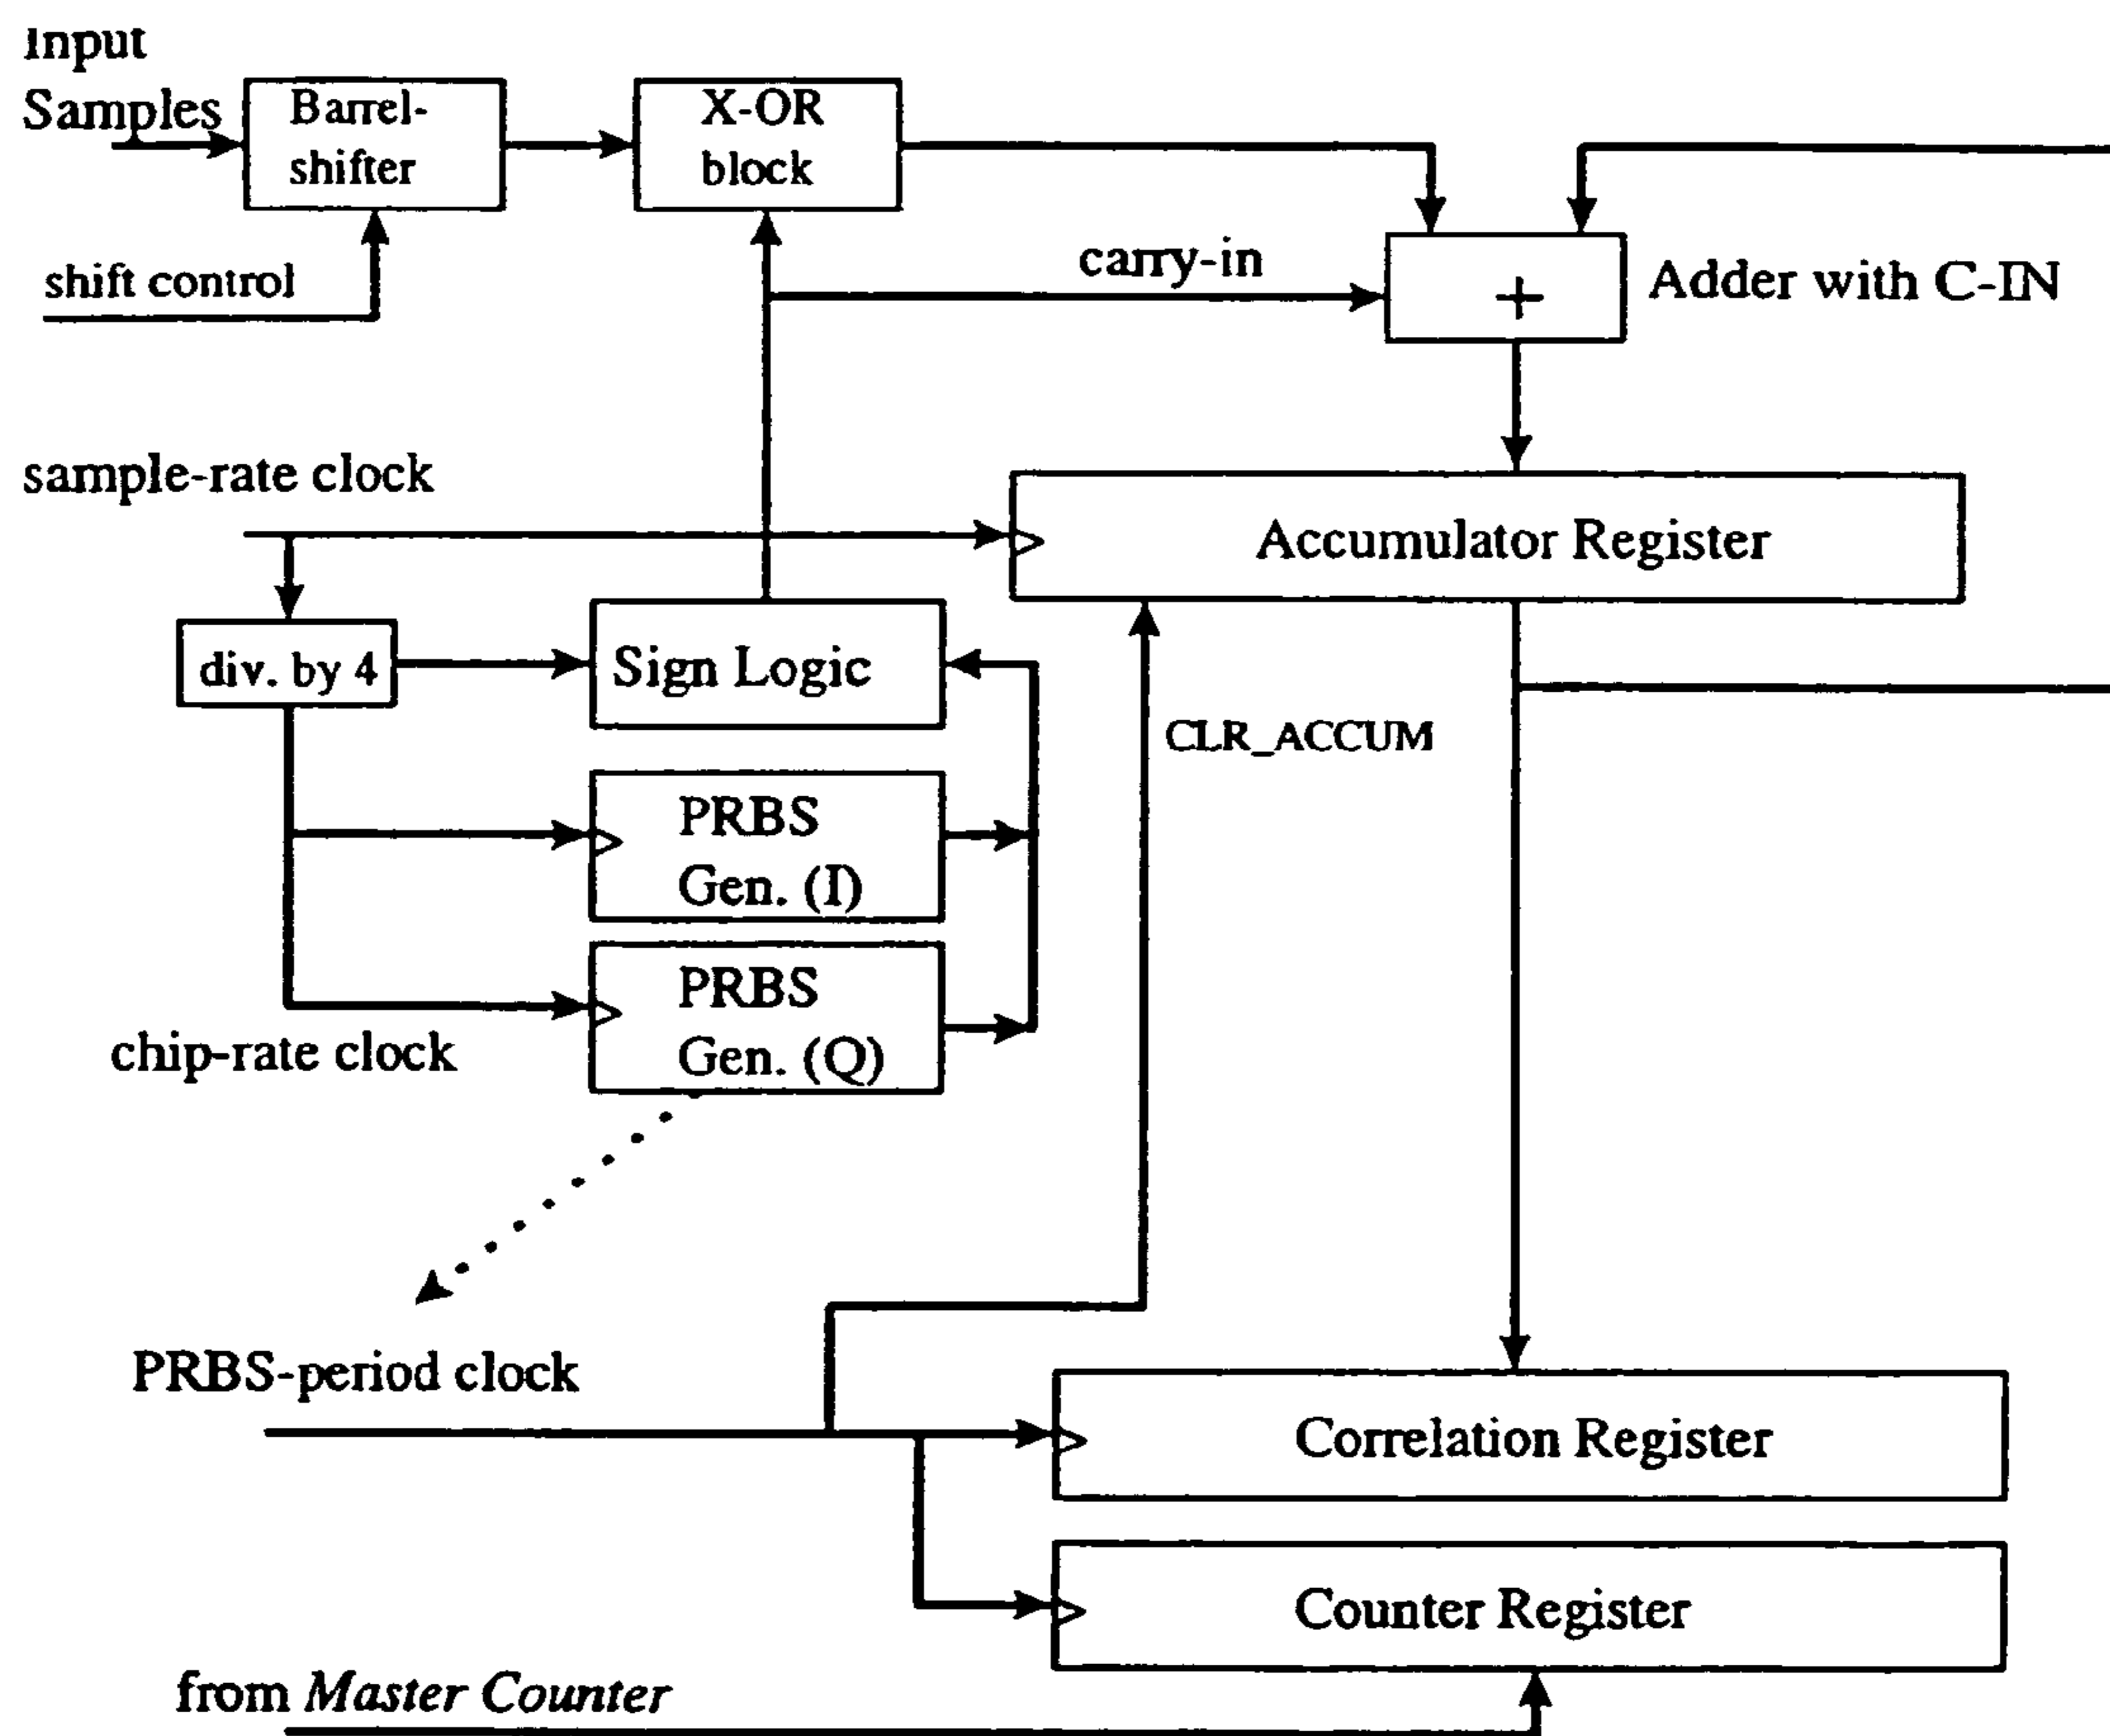 Input
Samples
Barrel-
shifter
X-OR
block
shift control
carry-in
+
Adder with C-IN
sample-rate clock
Accumulator Register
div. by 4
Sign Logic
CLR_ACCUM
PRBS
Gen. (I)
PRBS
Gen. (Q)
chip-rate clock
PRBS-period clock
Correlation Register
Counter Register
from Master Counter